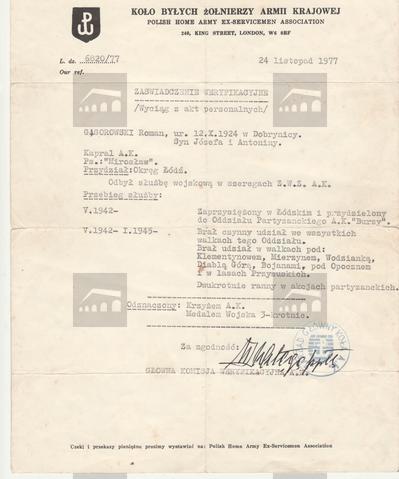 KOŁO BYŁYCH ŻOŁNIERZY ARMII KRAJOWEJ
POLISH HOME ARMY EX-SERVICEMEN ASSOCIATION
240, KING STREET, LONDON, W6 8RF
L. dz. 6820/77
Our ref.
24 listopad 1977
ZAŚWIADCZENIE WERYFIKACYJNE
/Wyciąg z akt personalnych/
GĄSOROWSKI Roman, ur. 12.X.1924 w Dobrynicy.
Syn Józefa i Antoniny.
Kapral A.K.
Ps.:"Mirosław".
Przydział: Okręg Łódź.
Odbył służbę wojskową w szeregach Z.W.Z. A.K.
Przebieg służby:
V.1942- Zaprzysiężony w Łódzkim i przydzielony
do Oddziału Partyzanckiego A.K."Bursy".
V.1942- I.1945- Brał czynny udział we wszystkich
walkach tego Oddziału.
Brał udział w walkach pod:
Klementynowem, Mierzynem, Wodzianką,
Diablą Górą, Bojanami, pod Opocznem
i w lasach Przysuskich.
Dwukrotnie ranny w akcjach partyzanckich.
Odznaczony: Krzyżem A.K.
Medalem Wojska 3-krotnie.
Za zgodność:
GŁÓWNA KOMISJA WERYFIKACYJNA A.K.
Czeki i przekazy pieniężne prosimy wystawiać na: Polish Home Army Ex-Servicemen Association